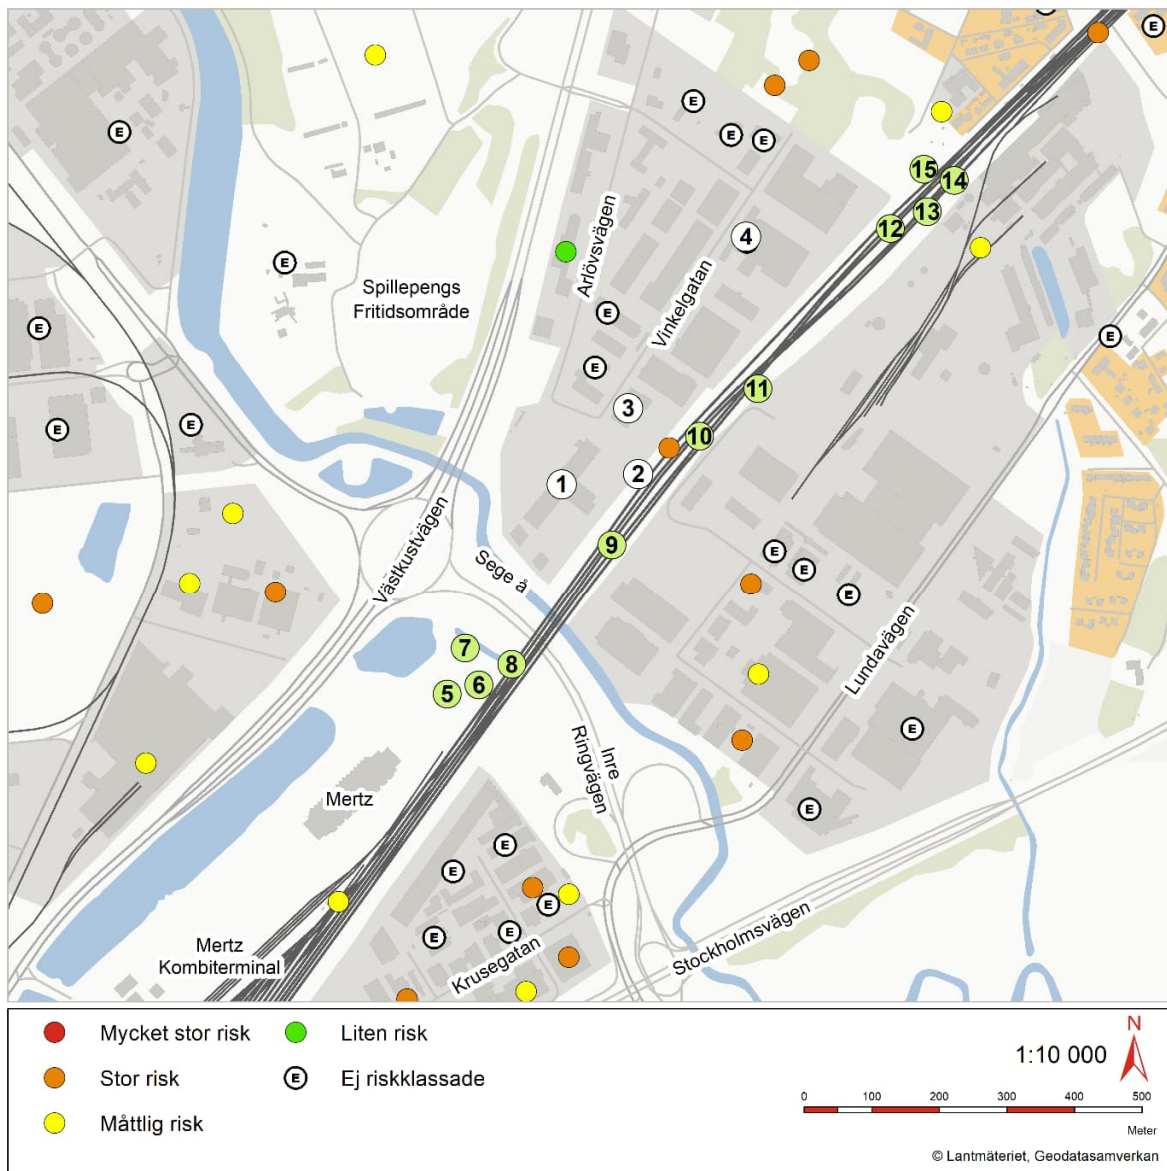 E
E
E
E
E
15
14
13
12
4
E
Arlövsvägen
Vinkelgatan
E
Spillepengs
Fritidsområde
E
E
E
E
11
3
E
E
10
2
1
Västkustvägen
9
Sege å
E
E
E
Lundavägen
7
8
6
5
E
Inre
Ringvägen
Mertz
E
E
E
E
E
E
Krusegatan
Stockholmsvägen
Mertz
Kombiterminal
Mycket stor risk
Liten risk
Stor risk
E Ej riskklassade
Måttlig risk
1:10 000
N
0 100 200 300 400 500
Meter
© Lantmäteriet, Geodatasamverkan